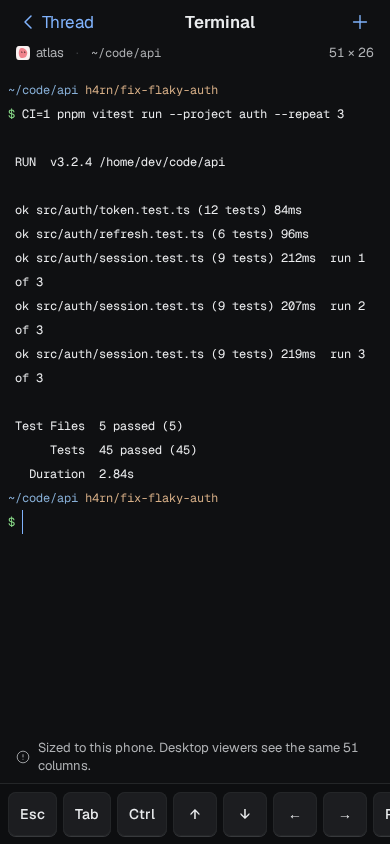 Thread
Terminal
atlas · ~/code/api
51 × 26
~/code/api h4rn/fix-flaky-auth
$ CI=1 pnpm vitest run --project auth --repeat 3
RUN v3.2.4 /home/dev/code/api
ok src/auth/token.test.ts (12 tests) 84ms
ok src/auth/refresh.test.ts (6 tests) 96ms
ok src/auth/session.test.ts (9 tests) 212ms run 1
of 3
ok src/auth/session.test.ts (9 tests) 207ms run 2
of 3
ok src/auth/session.test.ts (9 tests) 219ms run 3
of 3
Test Files 5 passed (5)
Tests 45 passed (45)
Duration 2.84s
~/code/api h4rn/fix-flaky-auth
$
Sized to this phone. Desktop viewers see the same 51
columns.
Esc Tab Ctrl ↑ ↓ ← →